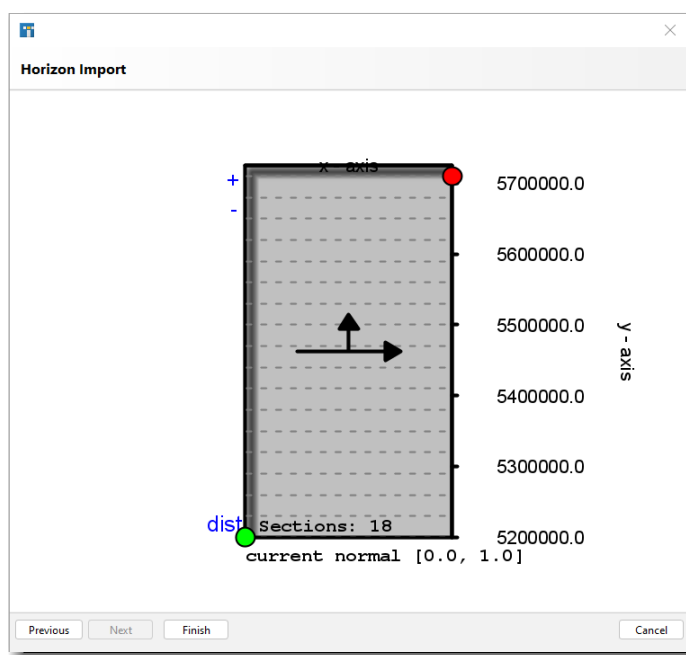 Horizon Import
x - axis
+
5700000.0
-
5600000.0
5500000.0
y - axis
5400000.0
5300000.0
dist
Sections: 18
5200000.0
current normal [0.0, 1.0]
Previous
Next
Finish
Cancel